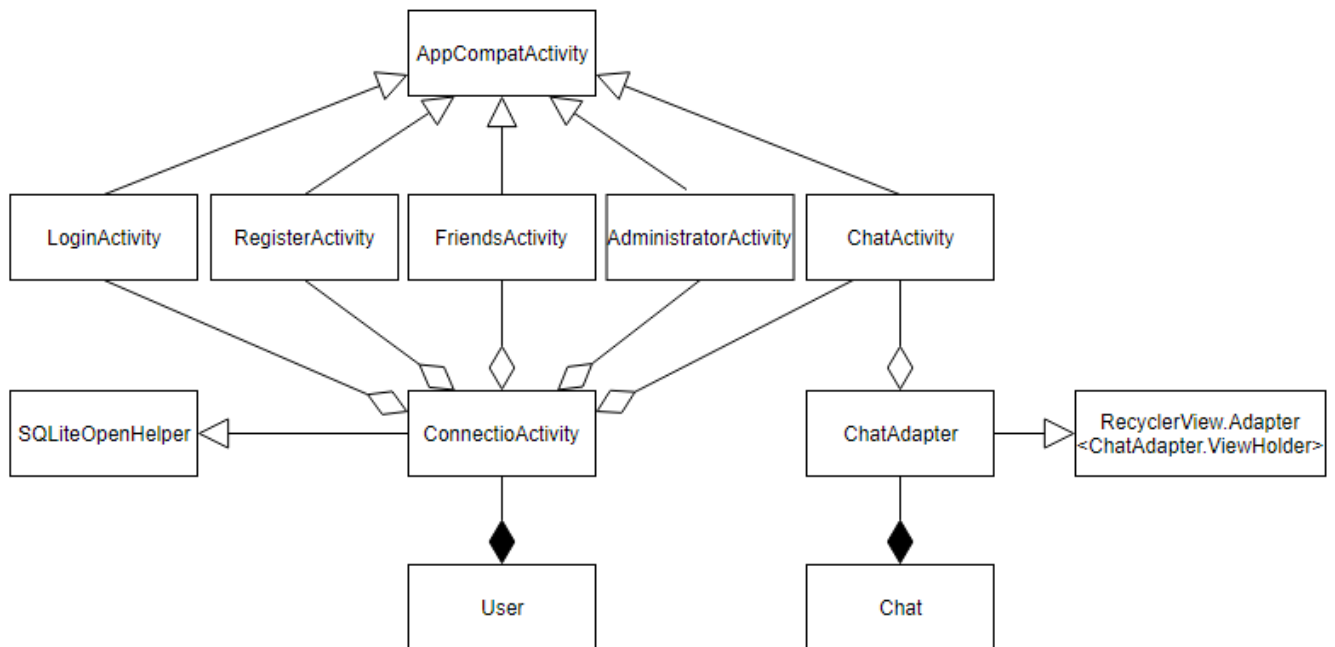 AppCompatActivity
LoginActivity
RegisterActivity
FriendsActivity
AdministratorActivity
ChatActivity
SQLiteOpenHelper
ConnectioActivity
ChatAdapter
RecyclerView.Adapter
<ChatAdapter.ViewHolder>
User
Chat